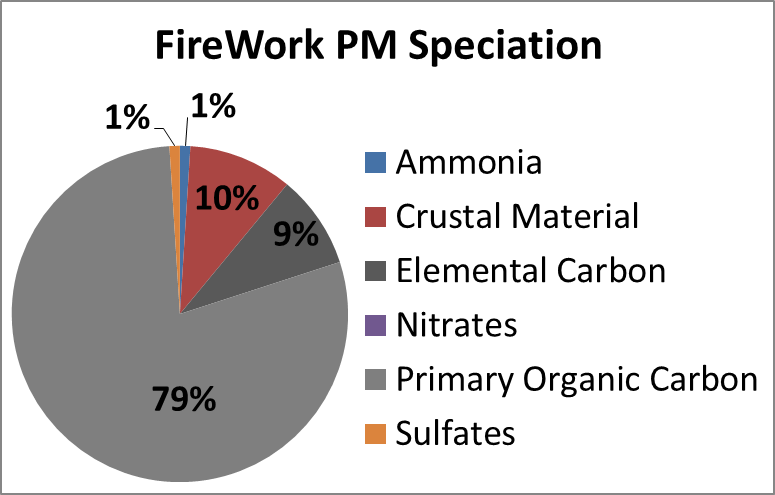 FireWork PM Speciation
1% 1%
10%
9%
79%
Ammonia
Crustal Material
Elemental Carbon
Nitrates
Primary Organic Carbon
Sulfates